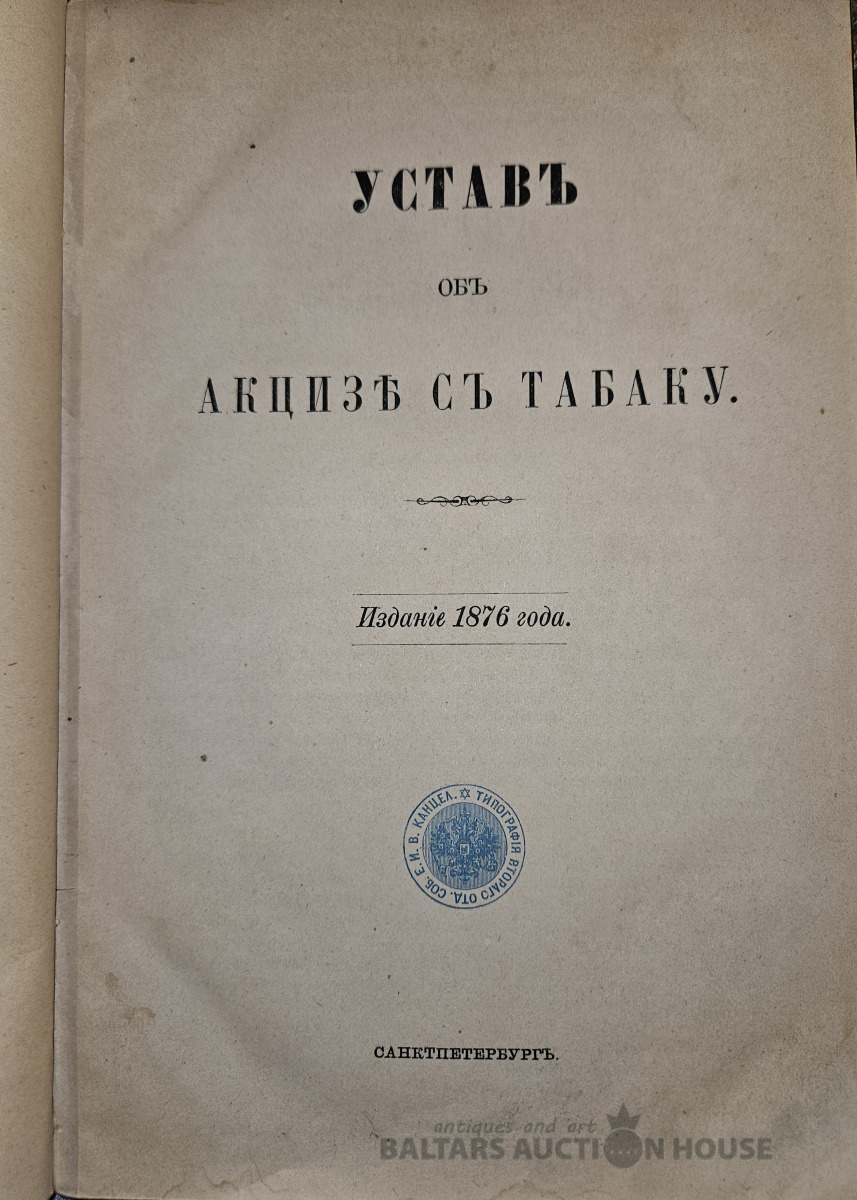 УСТАВЪ
ОБЪ
АКЦИЗѢ СЪ ТАБАКУ.
Изданіе 1876 года.
ТИПОГРАФІЯ ВТОРАГО ОТД. СОБ. Е. И. В. КАНЦЕЛ.
САНКТПЕТЕРБУРГЪ.
antiques and art
BALTARS AUCTION HOUSE